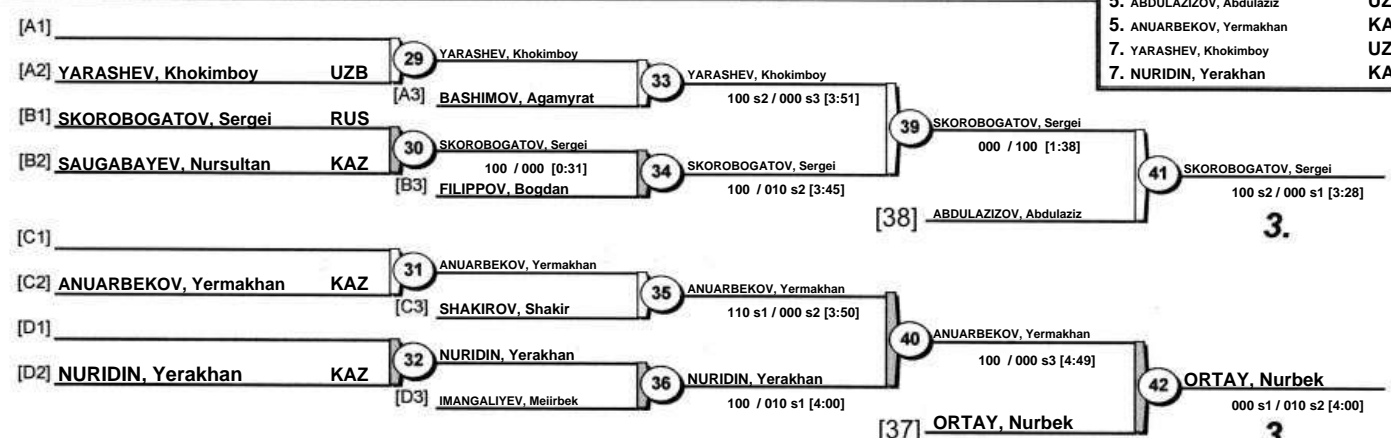 5. ABDULAZIZOV, Abdulaziz UZ
5. ANUARBEKOV, Yermakhan KA
7. YARASHEV, Khokimboy UZ
7. NURIDIN, Yerakhan KA
[A1]
[A2] YARASHEV, Khokimboy UZB
29 YARASHEV, Khokimboy
[A3] BASHIMOV, Agamyrat
33 YARASHEV, Khokimboy
100 s2 / 000 s3 [3:51]
[B1] SKOROBOGATOV, Sergei RUS
[B2] SAUGABAYEV, Nursultan KAZ
30 SKOROBOGATOV, Sergei
100 / 000 [0:31]
[B3] FILIPPOV, Bogdan
34 SKOROBOGATOV, Sergei
100 / 010 s2 [3:45]
39 SKOROBOGATOV, Sergei
000 / 100 [1:38]
[38] ABDULAZIZOV, Abdulaziz
41 SKOROBOGATOV, Sergei
100 s2 / 000 s1 [3:28]
3.
[C1]
[C2] ANUARBEKOV, Yermakhan KAZ
31 ANUARBEKOV, Yermakhan
[C3] SHAKIROV, Shakir
35 ANUARBEKOV, Yermakhan
110 s1 / 000 s2 [3:50]
[D1]
[D2] NURIDIN, Yerakhan KAZ
32 NURIDIN, Yerakhan
[D3] IMANGALIYEV, Meiirbek
36 NURIDIN, Yerakhan
100 / 010 s1 [4:00]
40 ANUARBEKOV, Yermakhan
100 / 000 s3 [4:49]
[37] ORTAY, Nurbek
42 ORTAY, Nurbek
000 s1 / 010 s2 [4:00]
3